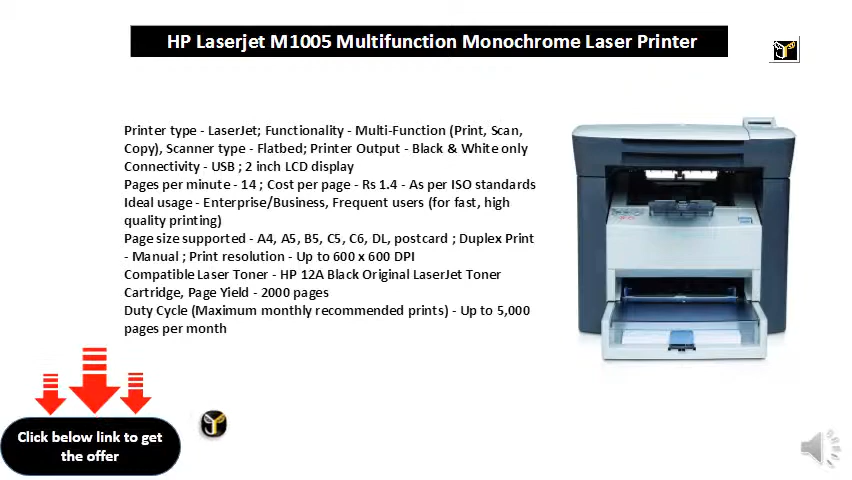 HP Laserjet M1005 Multifunction Monochrome Laser Printer
Printer type - LaserJet; Functionality - Multi-Function (Print, Scan,
Copy), Scanner type - Flatbed; Printer Output - Black & White only
Connectivity - USB ; 2 inch LCD display
Pages per minute - 14 ; Cost per page - Rs 1.4 - As per ISO standards
Ideal usage - Enterprise/Business, Frequent users (for fast, high
quality printing)
Page size supported - A4, A5, B5, C5, C6, DL, postcard ; Duplex Print
- Manual ; Print resolution - Up to 600 x 600 DPI
Compatible Laser Toner - HP 12A Black Original LaserJet Toner
Cartridge, Page Yield - 2000 pages
Duty Cycle (Maximum monthly recommended prints) - Up to 5,000
pages per month
Click below link to get
the offer